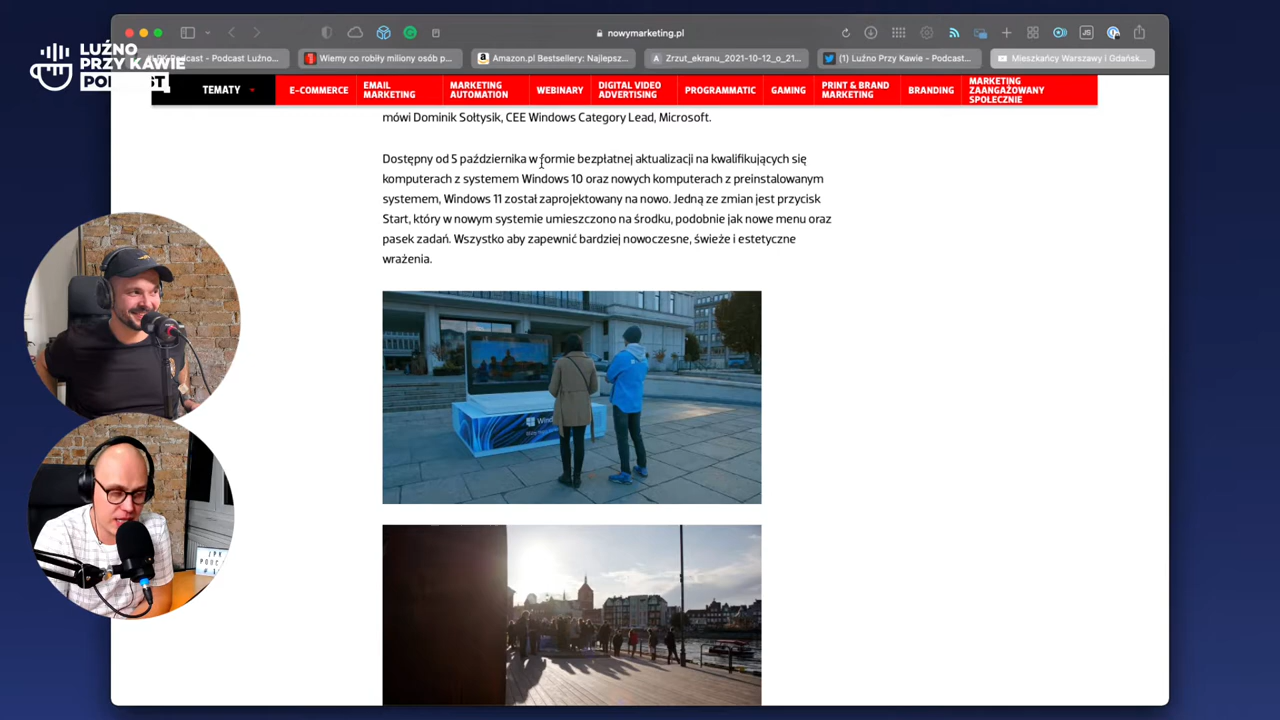 LUŹNO
PRZY KAWIE
PODCAST
nowymarketing.pl
PK Podcast - Podcast Luźno...
Wiemy co robiły miliony osób p...
Amazon.pl Bestsellery: Najlepsz...
Zrzut_ekranu_2021-10-12_o_21...
(1) Luźno Przy Kawie - Podcast...
Mieszkańcy Warszawy i Gdańsk...
TEMATY
E-COMMERCE
EMAIL
MARKETING
MARKETING
AUTOMATION
WEBINARY
DIGITAL VIDEO
ADVERTISING
PROGRAMMATIC
GAMING
PRINT & BRAND
MARKETING
BRANDING
MARKETING
ZAANGAŻOWANY
SPOŁECZNIE
mówi Dominik Sołtysik, CEE Windows Category Lead, Microsoft.
Dostępny od 5 października w formie bezpłatnej aktualizacji na kwalifikujących się
komputerach z systemem Windows 10 oraz nowych komputerach z preinstalowanym
systemem, Windows 11 został zaprojektowany na nowo. Jedną ze zmian jest przycisk
Start, który w nowym systemie umieszczono na środku, podobnie jak nowe menu oraz
pasek zadań. Wszystko aby zapewnić bardziej nowoczesne, świeże i estetyczne
wrażenia.